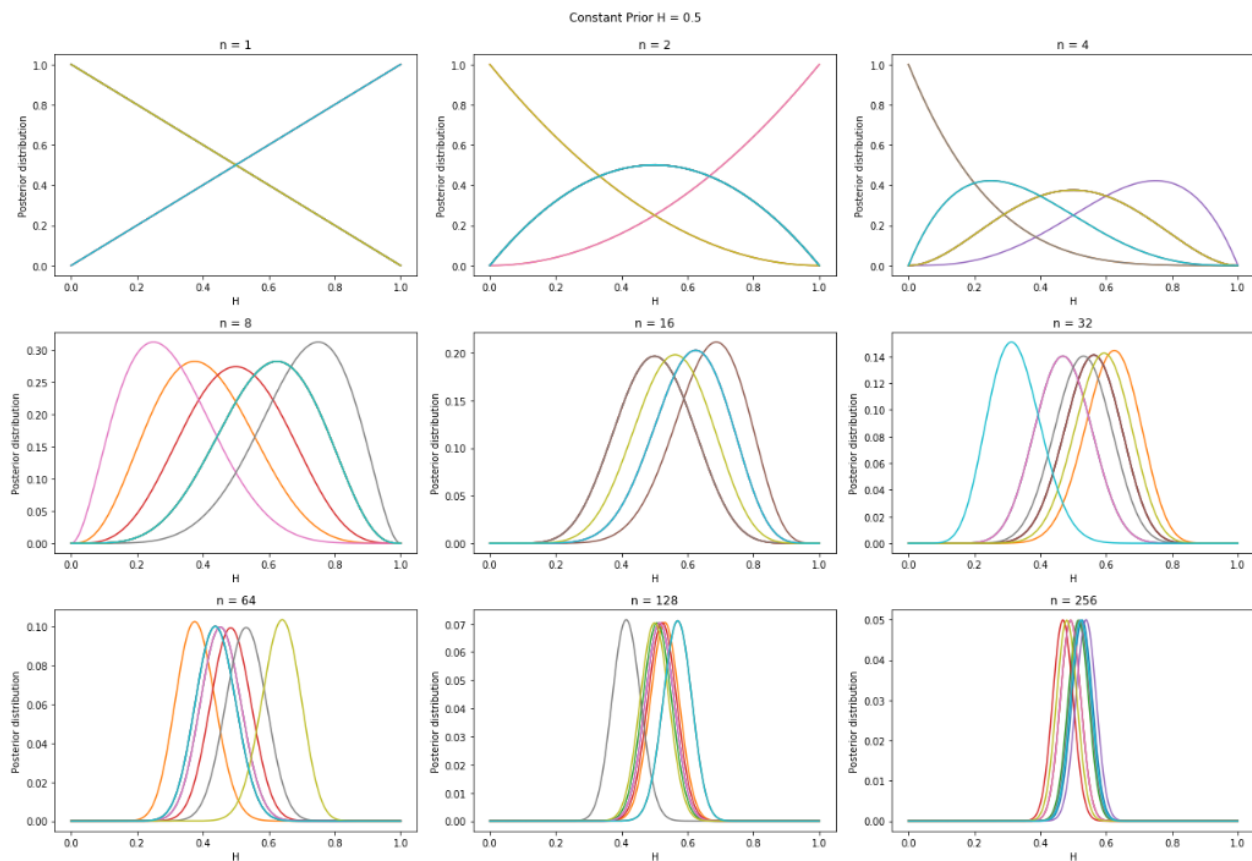 Constant Prior H = 0.5
n = 1
Posterior distribution
1.0
0.8
0.6
0.4
0.2
0.0
0.0 0.2 0.4 0.6 0.8 1.0
H
n = 2
Posterior distribution
1.0
0.8
0.6
0.4
0.2
0.0
0.0 0.2 0.4 0.6 0.8 1.0
H
n = 4
Posterior distribution
1.0
0.8
0.6
0.4
0.2
0.0
0.0 0.2 0.4 0.6 0.8 1.0
H
n = 8
Posterior distribution
0.30
0.25
0.20
0.15
0.10
0.05
0.00
0.0 0.2 0.4 0.6 0.8 1.0
H
n = 16
Posterior distribution
0.20
0.15
0.10
0.05
0.00
0.0 0.2 0.4 0.6 0.8 1.0
H
n = 32
Posterior distribution
0.14
0.12
0.10
0.08
0.06
0.04
0.02
0.00
0.0 0.2 0.4 0.6 0.8 1.0
H
n = 64
Posterior distribution
0.10
0.08
0.06
0.04
0.02
0.00
0.0 0.2 0.4 0.6 0.8 1.0
H
n = 128
Posterior distribution
0.07
0.06
0.05
0.04
0.03
0.02
0.01
0.00
0.0 0.2 0.4 0.6 0.8 1.0
H
n = 256
Posterior distribution
0.05
0.04
0.03
0.02
0.01
0.00
0.0 0.2 0.4 0.6 0.8 1.0
H